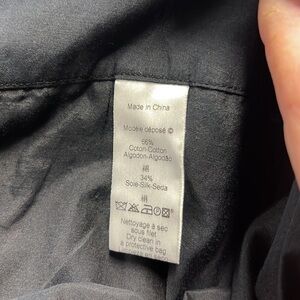 Made in China
Modèle déposé ©
66%
Coton-Cotton
Algodon-Algodão
34%
Soie-Silk-Seda
Nettoyage à sec
sous filet
Dry clean in
a protective bag